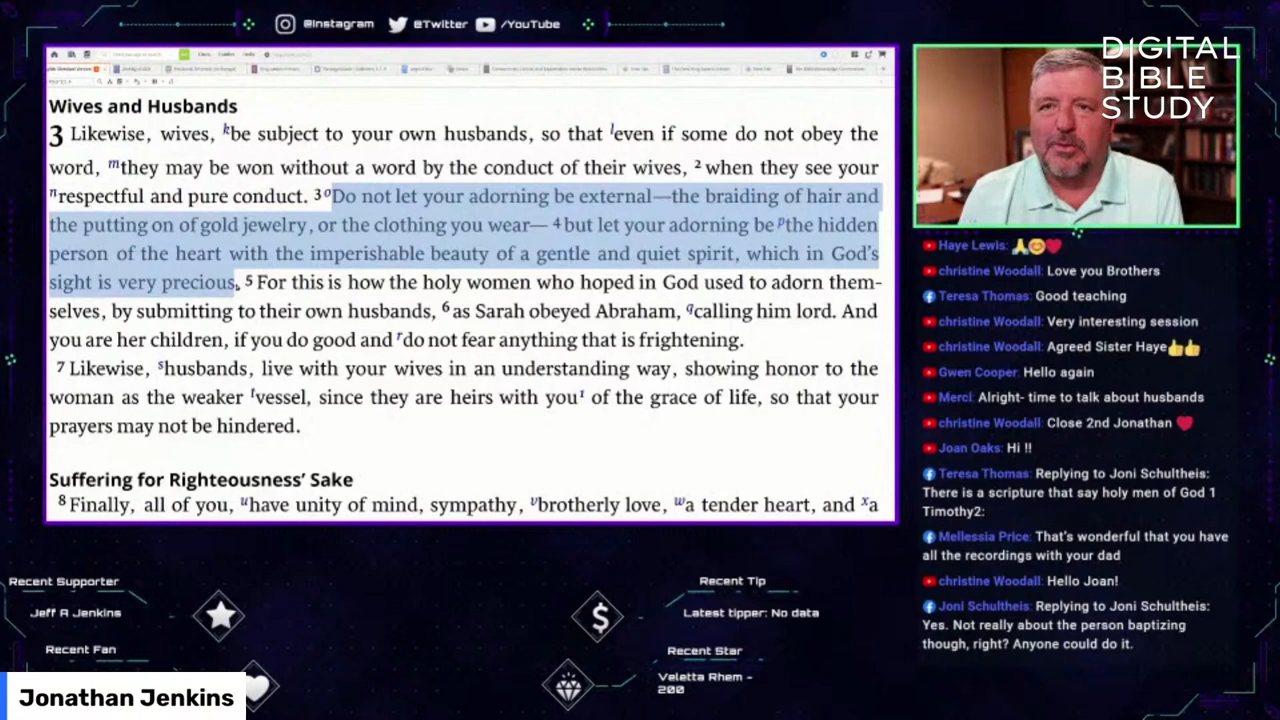 @Instagram @Twitter /YouTube
DIGITAL
BIBLE
STUDY
Wives and Husbands
3 Likewise, wives, kbe subject to your own husbands, so that leven if some do not obey the
word, mthey may be won without a word by the conduct of their wives, 2 when they see your
nrespectful and pure conduct. 3 oDo not let your adorning be external—the braiding of hair and
the putting on of gold jewelry, or the clothing you wear— 4 but let your adorning be pthe hidden
person of the heart with the imperishable beauty of a gentle and quiet spirit, which in God’s
sight is very precious. 5 For this is how the holy women who hoped in God used to adorn them-
selves, by submitting to their own husbands, 6 as Sarah obeyed Abraham, qcalling him lord. And
you are her children, if you do good and rdo not fear anything that is frightening.
7 Likewise, shusbands, live with your wives in an understanding way, showing honor to the
woman as the weaker tvessel, since they are heirs with you1 of the grace of life, so that your
prayers may not be hindered.
Suffering for Righteousness’ Sake
8 Finally, all of you, uhave unity of mind, sympathy, vbrotherly love, wa tender heart, and xa
Haye Lewis: 🙏😊❤️
christine Woodall: Love you Brothers
Teresa Thomas: Good teaching
christine Woodall: Very interesting session
christine Woodall: Agreed Sister Haye👍👍
Gwen Cooper: Hello again
Merci: Alright- time to talk about husbands
christine Woodall: Close 2nd Jonathan ❤️
Joan Oaks: Hi !!
Teresa Thomas: Replying to Joni Schultheis:
There is a scripture that say holy men of God 1
Timothy2:
Mellessia Price: That’s wonderful that you have
all the recordings with your dad
christine Woodall: Hello Joan!
Joni Schultheis: Replying to Joni Schultheis:
Yes. Not really about the person baptizing
though, right? Anyone could do it.
Recent Supporter
Jeff A Jenkins
Recent Fan
Recent Tip
Latest tipper: No data
Recent Star
Veletta Rhem -
200
Jonathan Jenkins